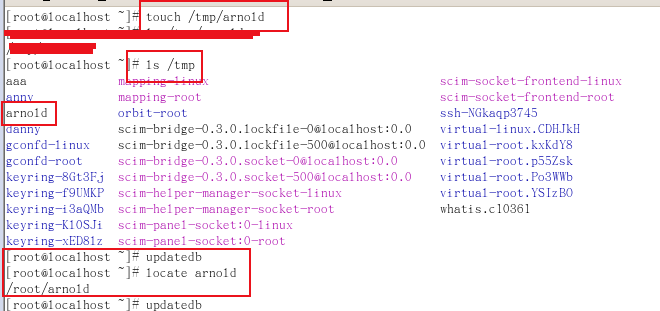 [root@localhost ~]# touch /tmp/arnold
[root@localhost ~]#
[root@localhost ~]# ls /tmp
aaa mapping-linux scim-socket-frontend-linux
anny mapping-root scim-socket-frontend-root
arnold orbit-root ssh-NGkaqp3745
danny scim-bridge-0.3.0.lockfile-0@localhost:0.0 virtual-linux.CDHJkH
gconfd-linux scim-bridge-0.3.0.lockfile-500@localhost:0.0 virtual-root.kxKdY8
gconfd-root scim-bridge-0.3.0.socket-0@localhost:0.0 virtual-root.p55Zsk
keyring-8Gt3Fj scim-bridge-0.3.0.socket-500@localhost:0.0 virtual-root.Po3WWb
keyring-f9UMKP scim-helper-manager-socket-linux virtual-root.YSIzBO
keyring-i3aQMb scim-helper-manager-socket-root whatis.cl036l
keyring-K10SJi scim-panel-socket:0-linux
keyring-xED81z scim-panel-socket:0-root
[root@localhost ~]# updatedb
[root@localhost ~]# locate arnold
/root/arnold
[root@localhost ~]# updatedb